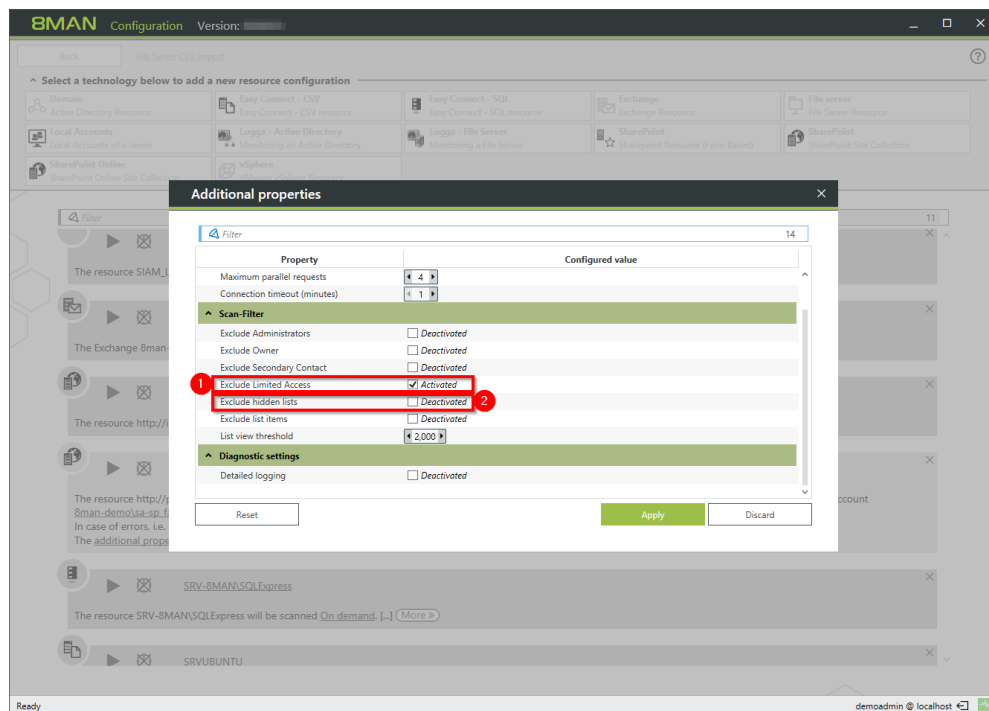 8MAN Configuration Version:
Back File Server CSV Import
Select a technology below to add a new resource configuration
Domain Easy Connect - CSV Easy Connect - SQL Exchange File server
Active Directory Resource Easy Connect - CSV resource Easy Connect - SQL resource Exchange Resource File Server Resource
Local Accounts Logga - Active Directory Logga - File Server SharePoint SharePoint
Local Accounts of a server Monitoring an Active Directory Monitoring a File Server Sharepoint Resource (Farm Based) SharePoint Site Collection
SharePoint Online vSphere
SharePoint Online Site Collection VMware vSphere Resource
Additional properties
Filter 11
Filter 14
Property Configured value
The resource SIAM_
Maximum parallel requests 4
Connection timeout (minutes) 1
Scan-Filter
Exclude Administrators Deactivated
The Exchange 8man-
Exclude Owner Deactivated
Exclude Secondary Contact Deactivated
1 Exclude Limited Access Activated
Exclude hidden lists Deactivated 2
Exclude list items Deactivated
The resource http://
List view threshold 2,000
Diagnostic settings
Detailed logging Deactivated
The resource http:// ccount
8man-demo\sa-sp_f
Reset Apply Discard
In case of errors, i.e.
The additional prope
SRV-8MAN\SQLExpress
The resource SRV-8MAN\SQLExpress will be scanned On demand. [...] (More »)
SRVUBUNTU
Ready demoadmin @ localhost